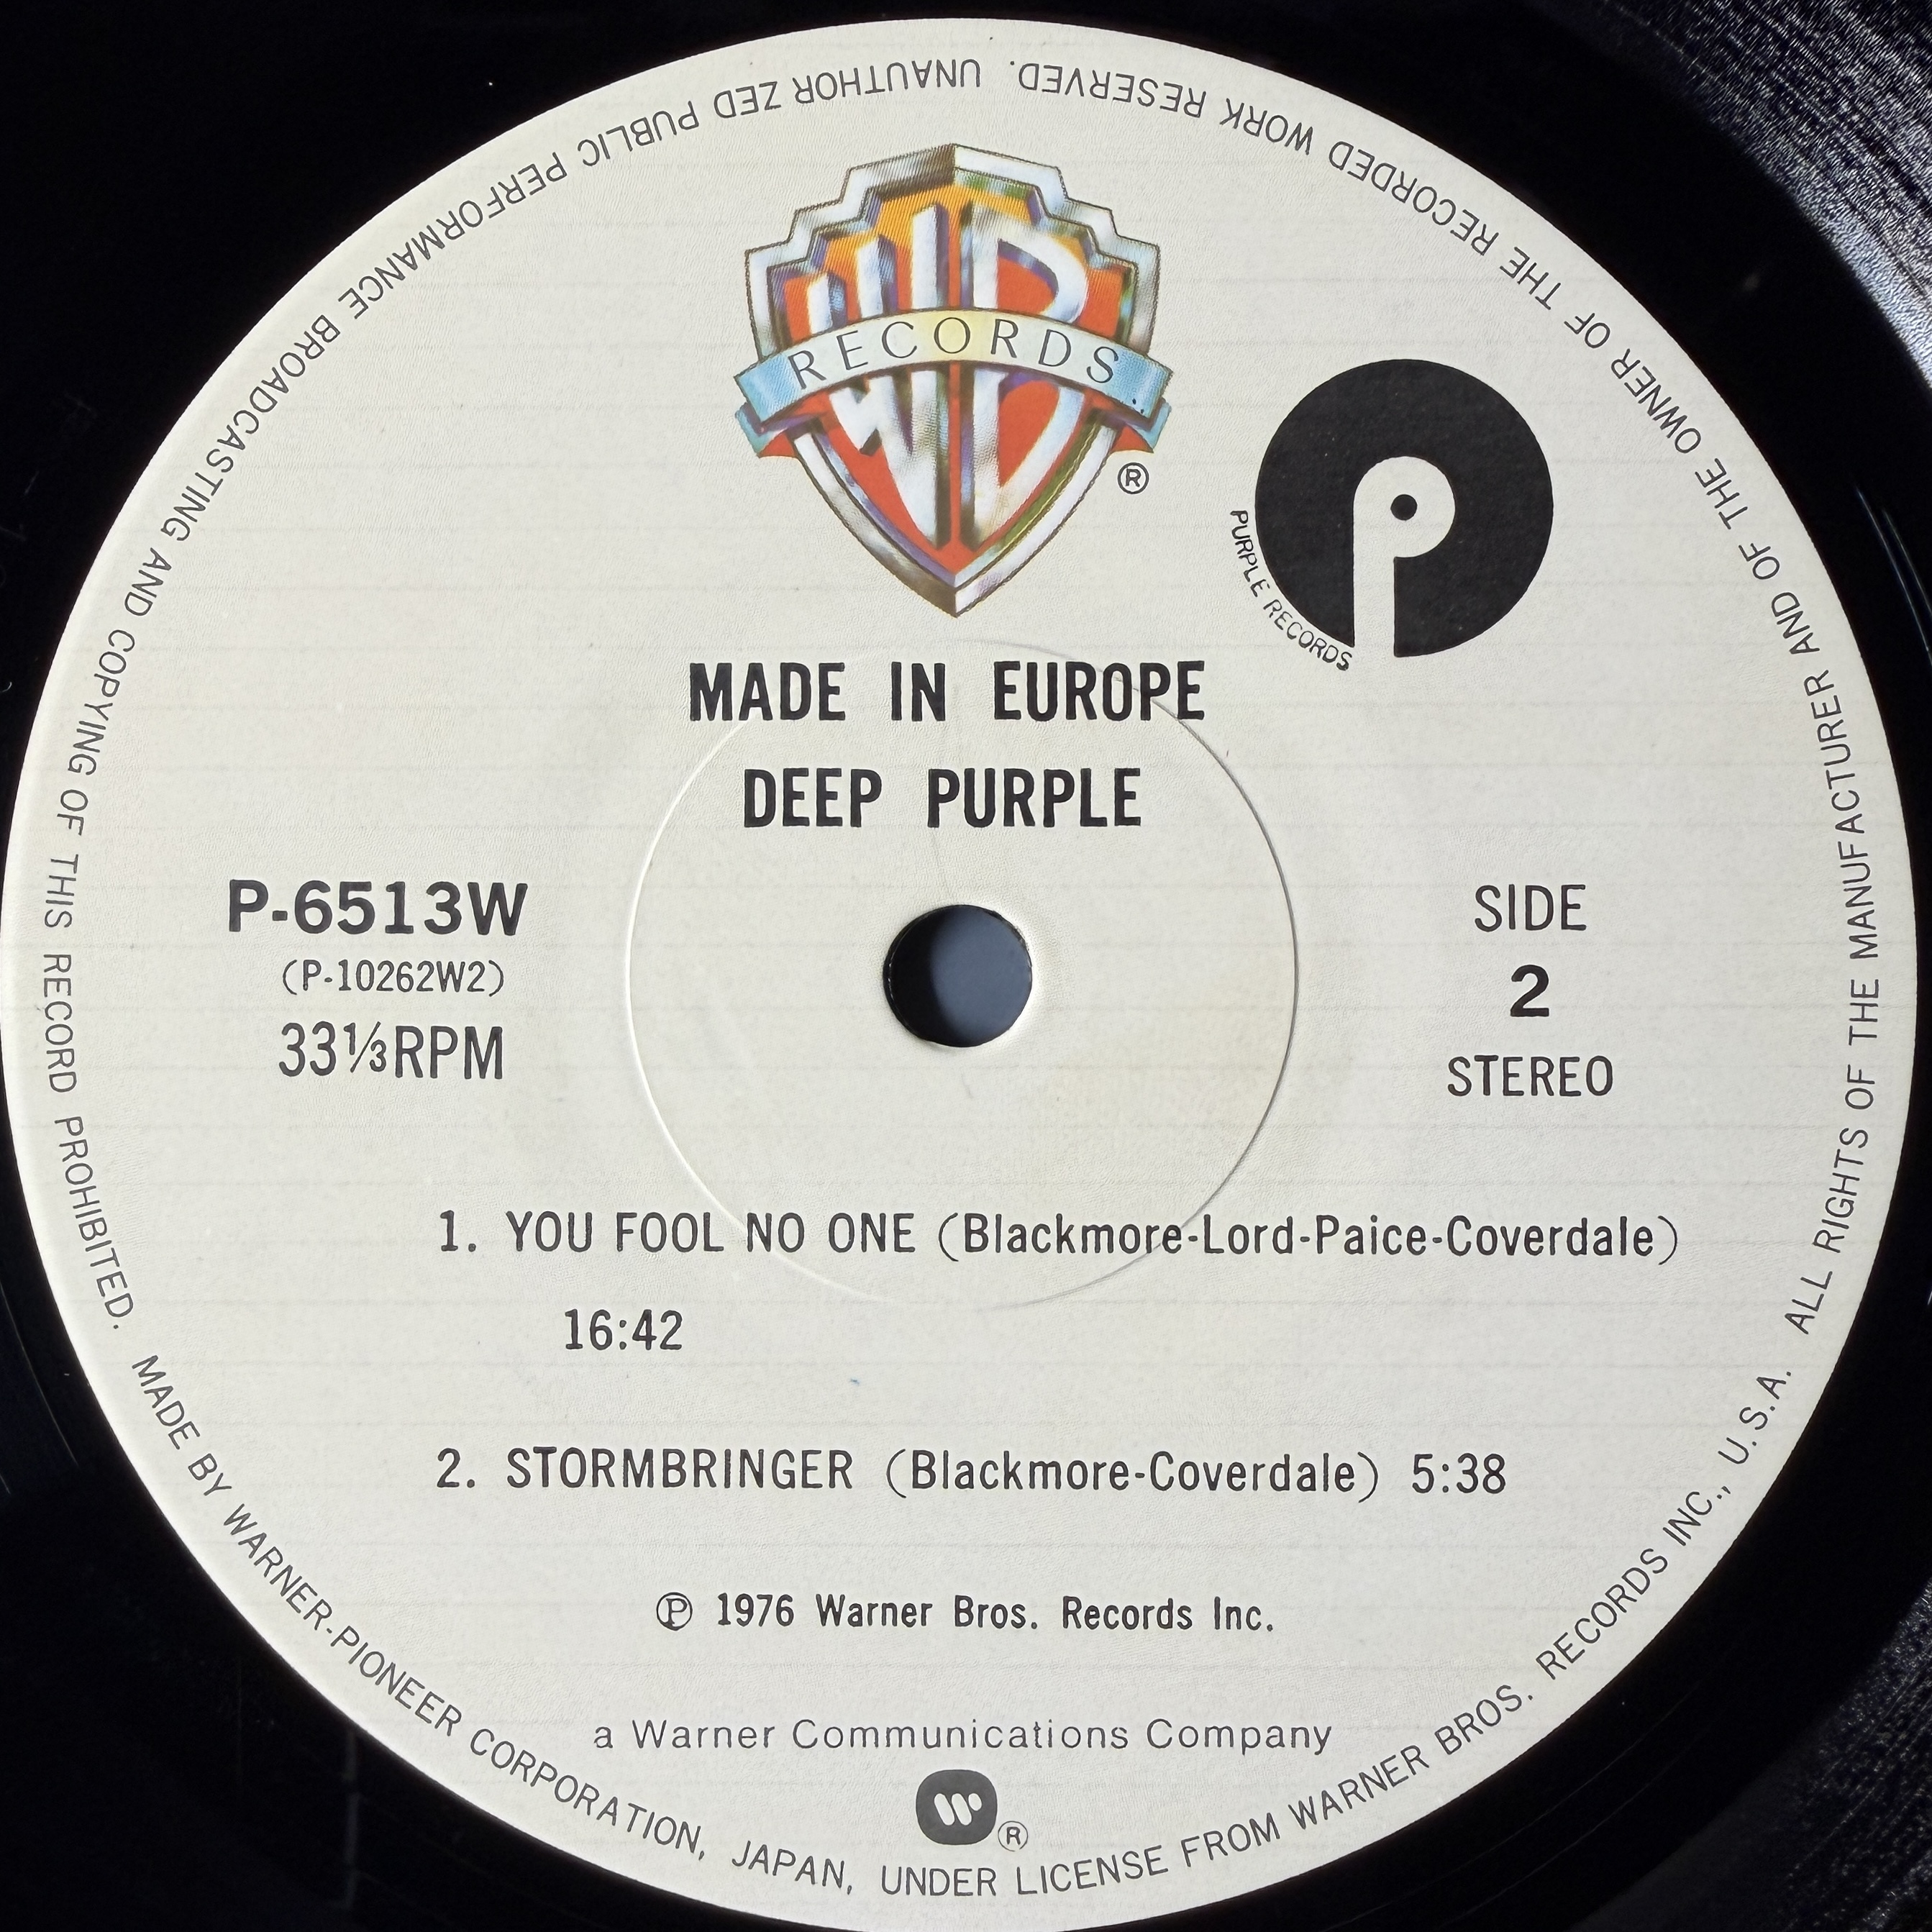 WB
RECORDS
®
P
PURPLE RECORDS
MADE IN EUROPE
DEEP PURPLE
P-6513W
(P-10262W2)
33⅓RPM
SIDE
2
STEREO
1. YOU FOOL NO ONE (Blackmore-Lord-Paice-Coverdale)
16:42
2. STORMBRINGER (Blackmore-Coverdale) 5:38
℗ 1976 Warner Bros. Records Inc.
a Warner Communications Company
W
®
MADE BY WARNER-PIONEER CORPORATION, JAPAN, UNDER LICENSE FROM WARNER BROS. RECORDS INC., U.S.A. ALL RIGHTS OF THE MANUFACTURER AND OF THE OWNER OF THE RECORDED WORK RESERVED. UNAUTHOR ZED PUBLIC PERFORMANCE BROADCASTING AND COPYING OF THIS RECORD PROHIBITED.